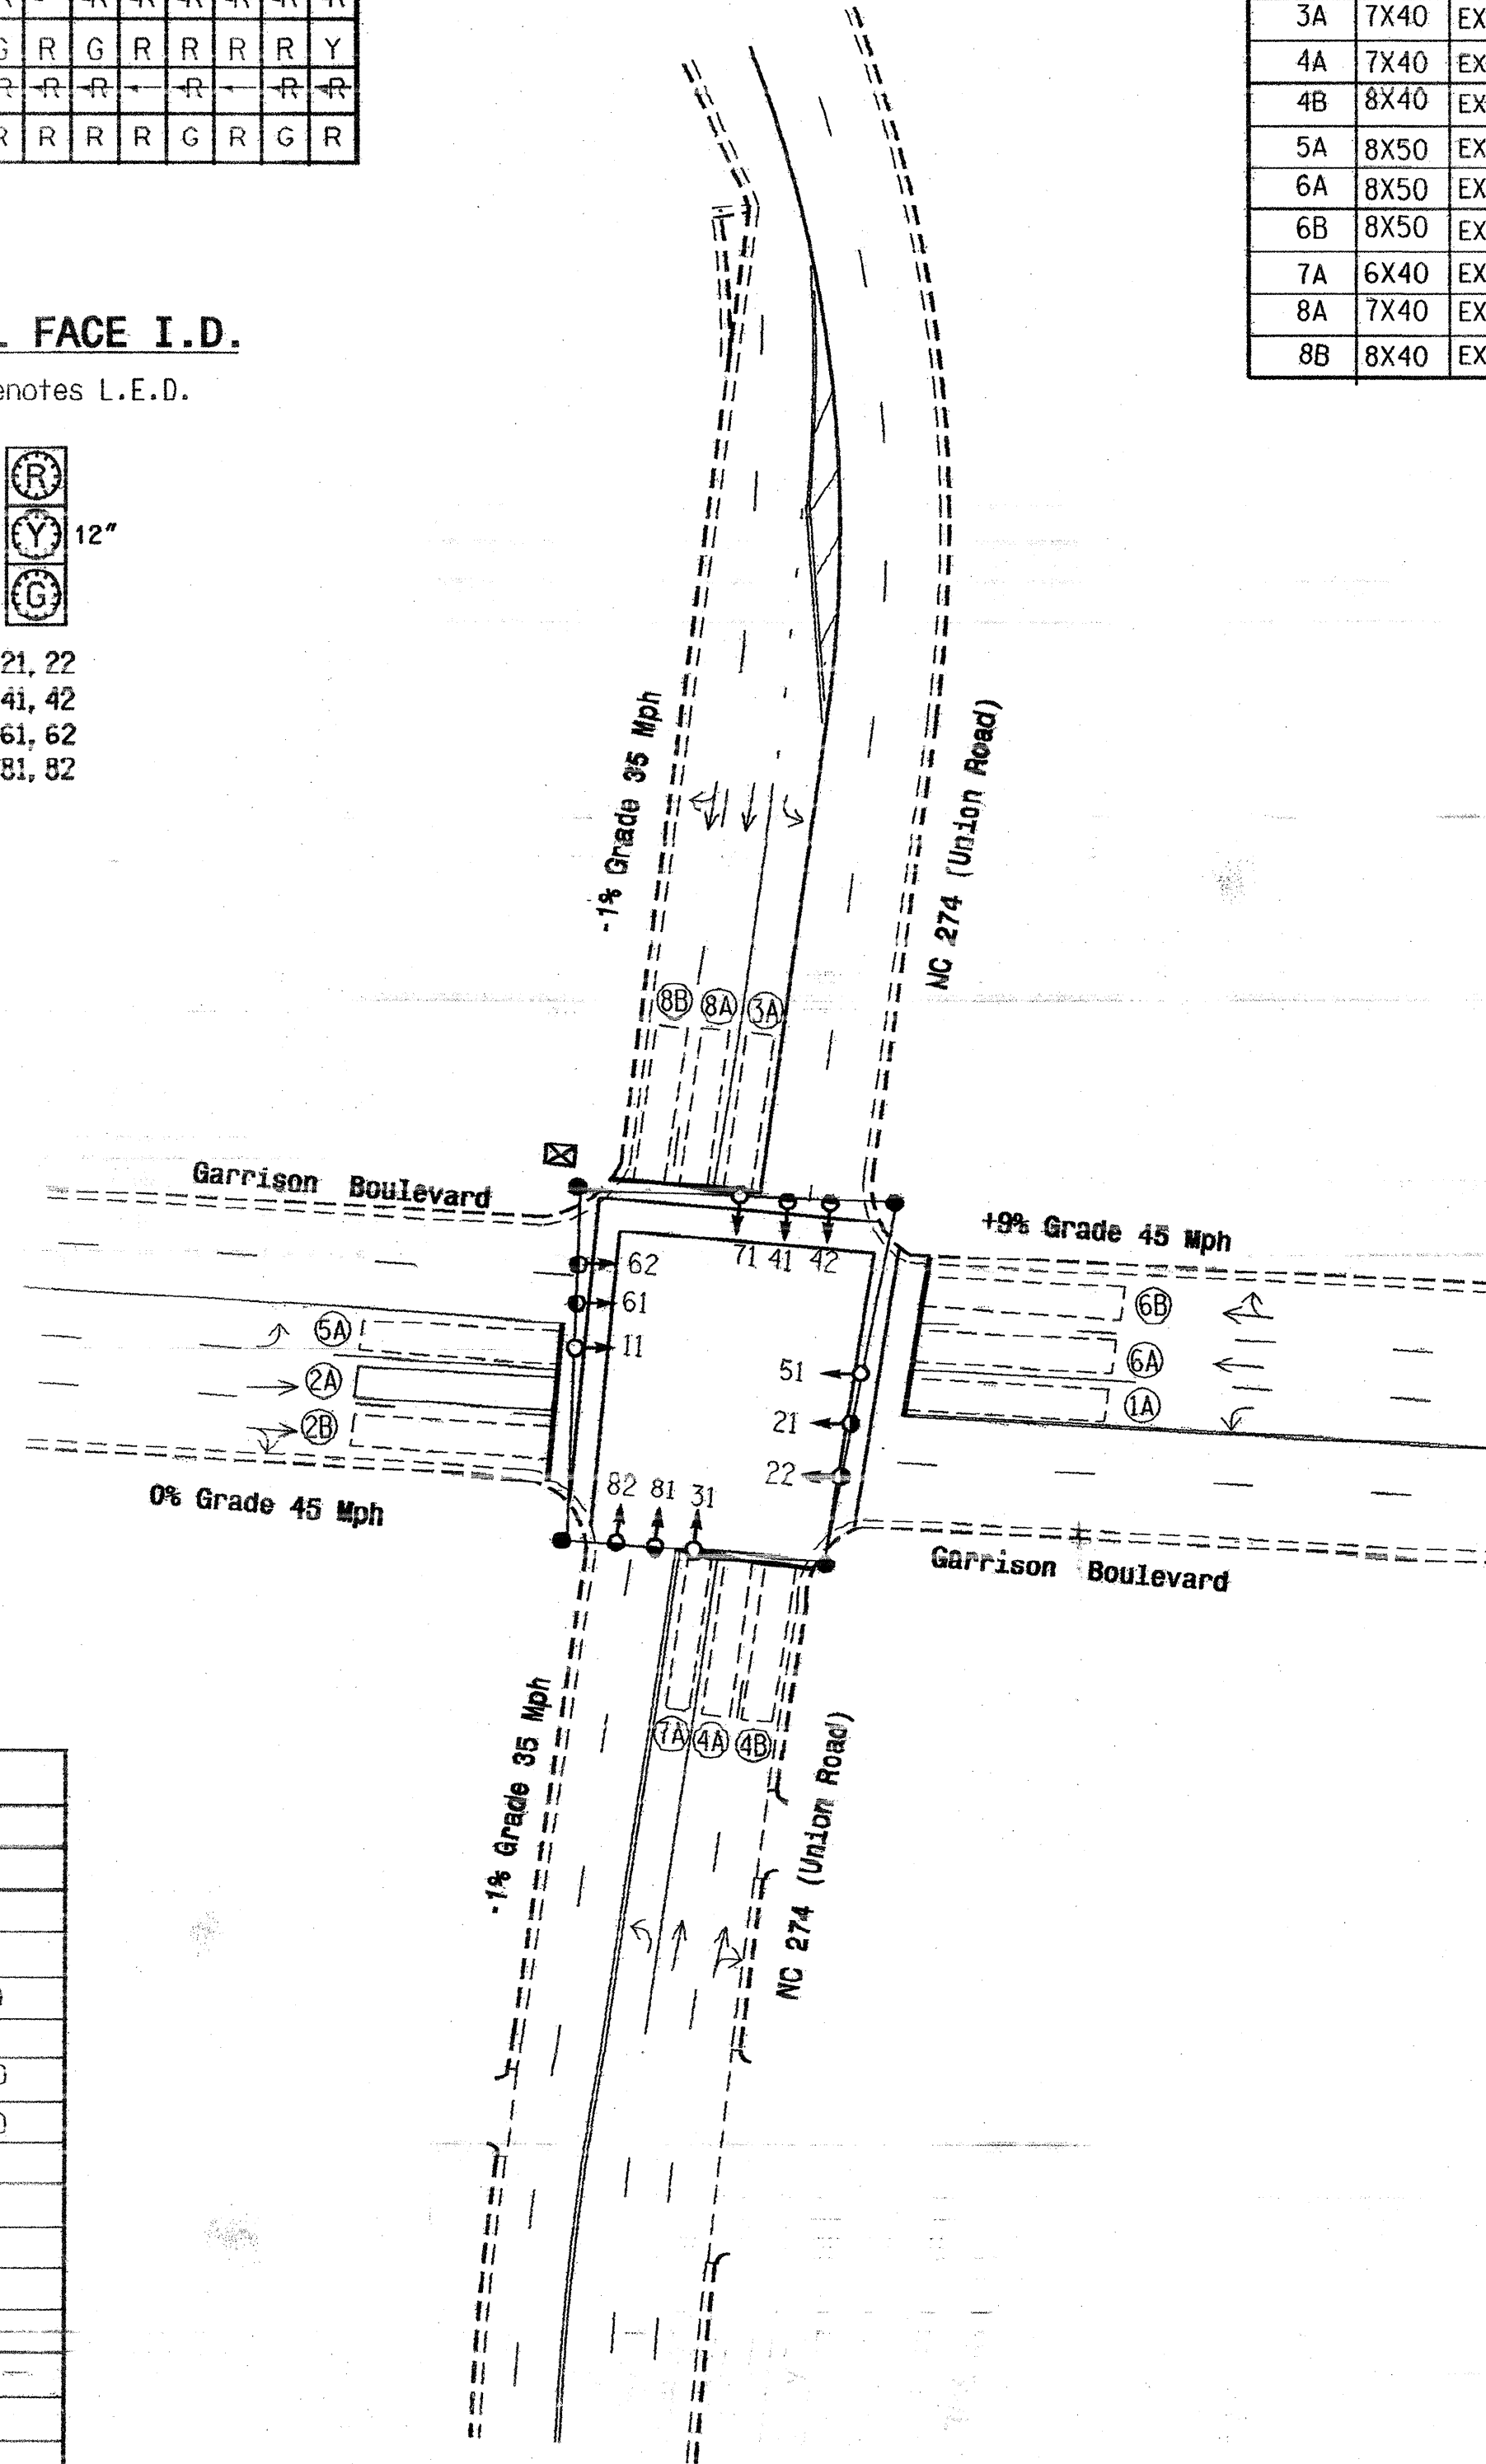 G R G R R R R Y
R R R R G R G R
3A 7X40 EX
4A 7X40 EX
4B 8X40 EX
5A 8X50 EX
6A 8X50 EX
6B 8X50 EX
7A 6X40 EX
8A 7X40 EX
8B 8X40 EX
FACE I.D.
enotes L.E.D.
R
Y 12"
G
21, 22
41, 42
61, 62
81, 82
-1% Grade 35 Mph
NC 274 (Union Road)
8B 8A 3A
Garrison Boulevard
+9% Grade 45 Mph
71 41 42
62
61
11
5A
2A
2B
6B
6A
1A
51
21
22
0% Grade 45 Mph
82 81 31
Garrison Boulevard
7A 4A 4B
-1% Grade 35 Mph
NC 274 (Union Road)